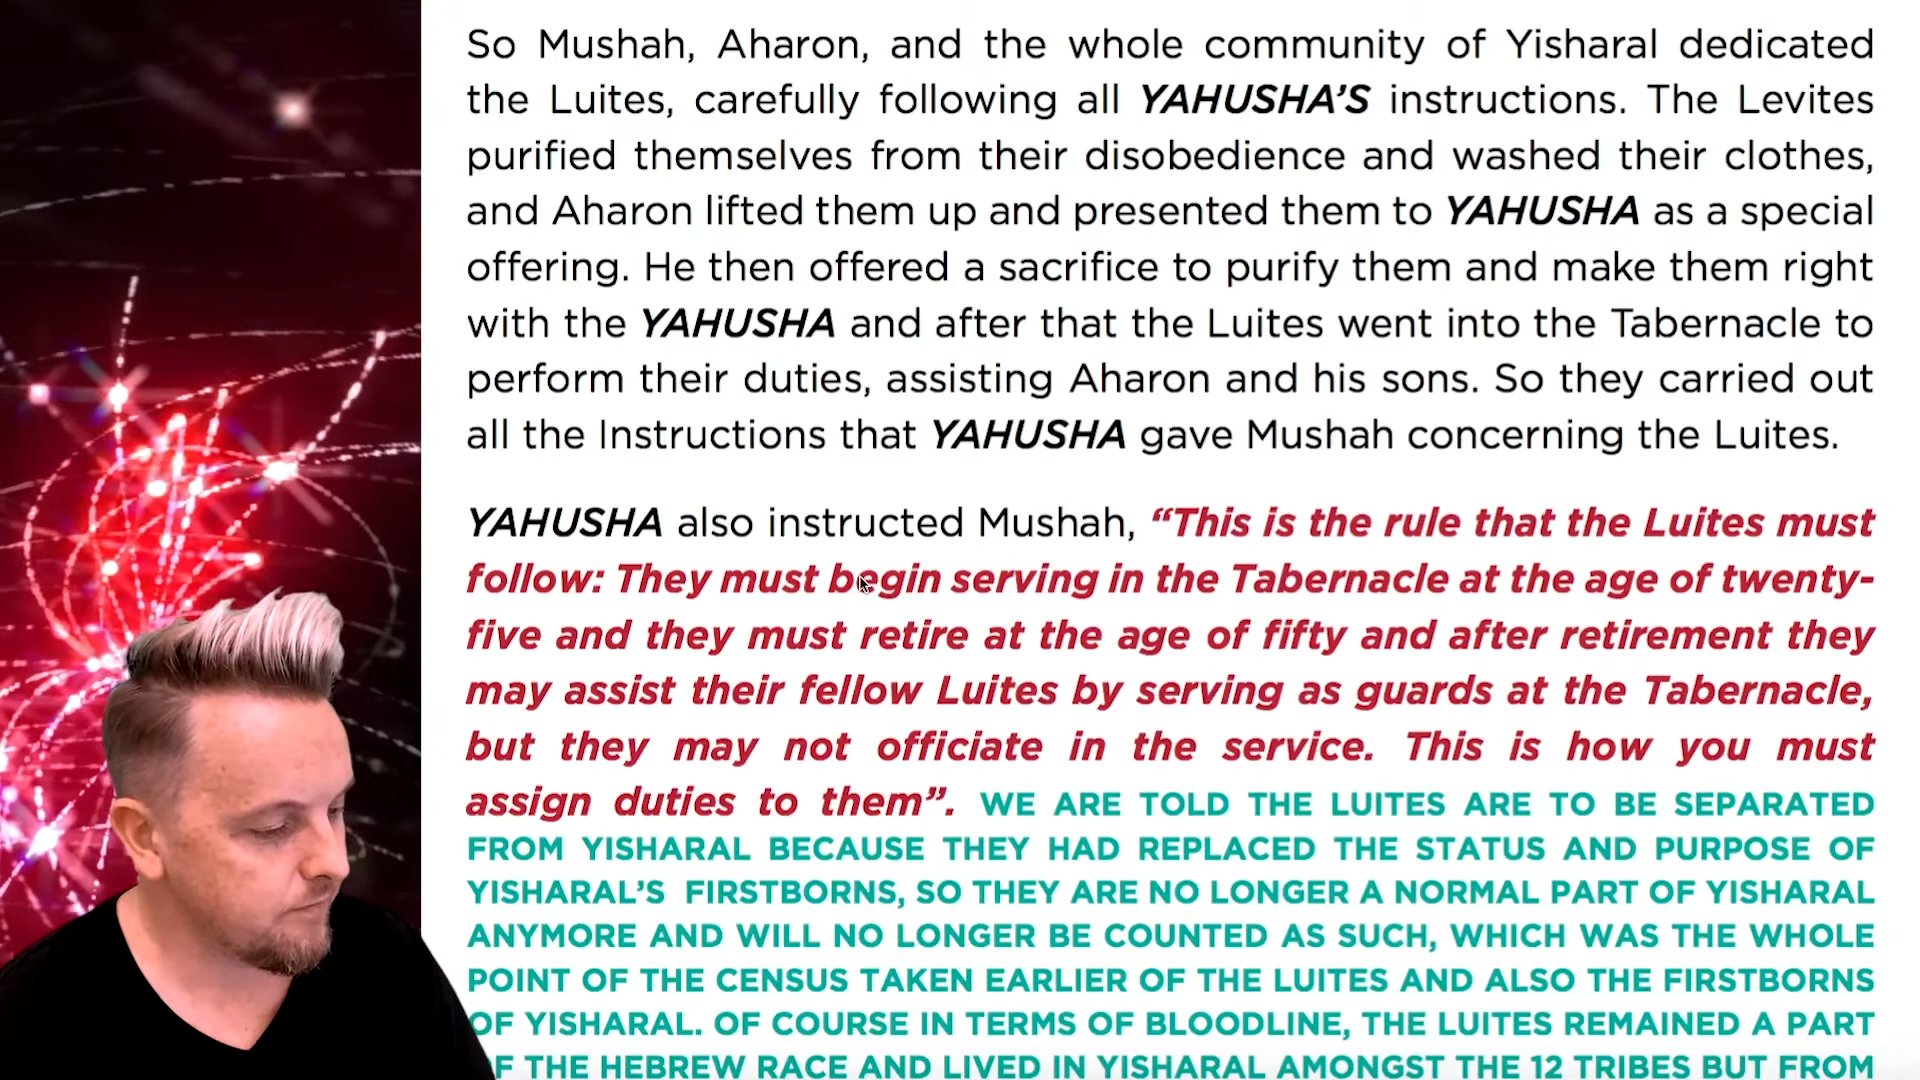 So Mushah, Aharon, and the whole community of Yisharal dedicated
the Luites, carefully following all YAHUSHA'S instructions. The Levites
purified themselves from their disobedience and washed their clothes,
and Aharon lifted them up and presented them to YAHUSHA as a special
offering. He then offered a sacrifice to purify them and make them right
with the YAHUSHA and after that the Luites went into the Tabernacle to
perform their duties, assisting Aharon and his sons. So they carried out
all the Instructions that YAHUSHA gave Mushah concerning the Luites.
YAHUSHA also instructed Mushah, “This is the rule that the Luites must
follow: They must begin serving in the Tabernacle at the age of twenty-
five and they must retire at the age of fifty and after retirement they
may assist their fellow Luites by serving as guards at the Tabernacle,
but they may not officiate in the service. This is how you must
assign duties to them”. WE ARE TOLD THE LUITES ARE TO BE SEPARATED
FROM YISHARAL BECAUSE THEY HAD REPLACED THE STATUS AND PURPOSE OF
YISHARAL'S FIRSTBORNS, SO THEY ARE NO LONGER A NORMAL PART OF YISHARAL
ANYMORE AND WILL NO LONGER BE COUNTED AS SUCH, WHICH WAS THE WHOLE
POINT OF THE CENSUS TAKEN EARLIER OF THE LUITES AND ALSO THE FIRSTBORNS
OF YISHARAL. OF COURSE IN TERMS OF BLOODLINE, THE LUITES REMAINED A PART
OF THE HEBREW RACE AND LIVED IN YISHARAL AMONGST THE 12 TRIBES BUT FROM